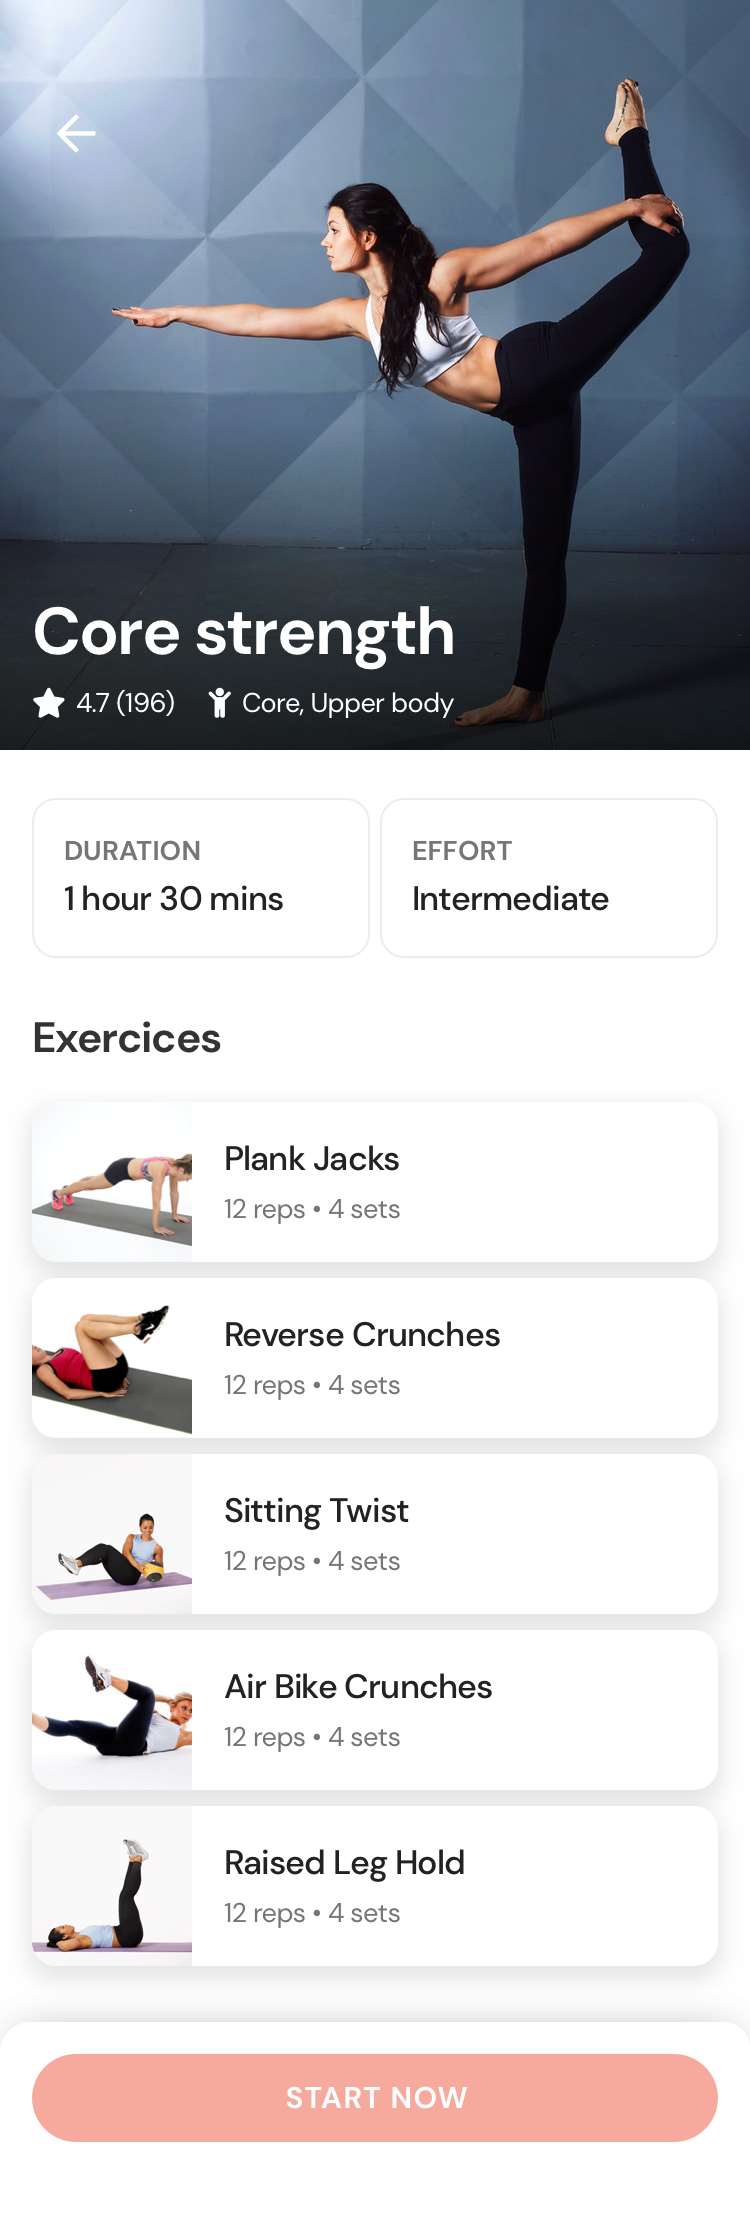 Core strength
4.7 (196) Core, Upper body
DURATION
1 hour 30 mins
EFFORT
Intermediate
Exercices
Plank Jacks
12 reps • 4 sets
Reverse Crunches
12 reps • 4 sets
Sitting Twist
12 reps • 4 sets
Air Bike Crunches
12 reps • 4 sets
Raised Leg Hold
12 reps • 4 sets
START NOW